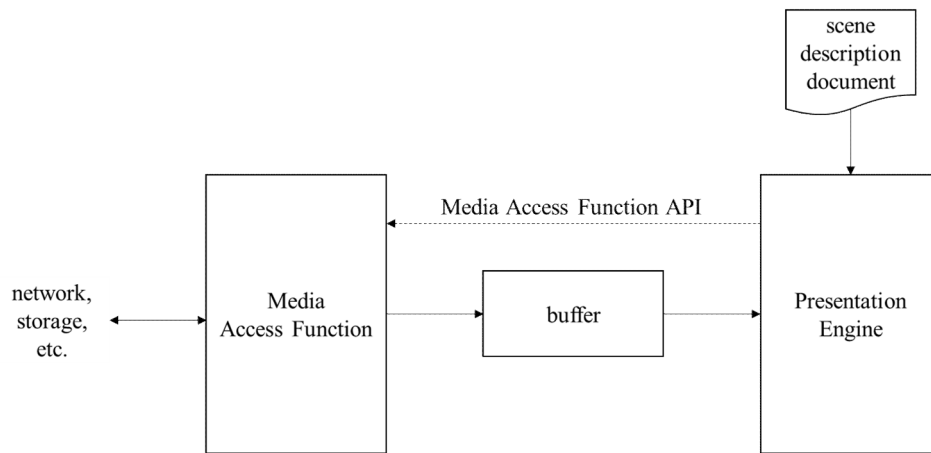 scene
description
document
Media Access Function API
network,
storage,
etc.
Media
Access Function
buffer
Presentation
Engine